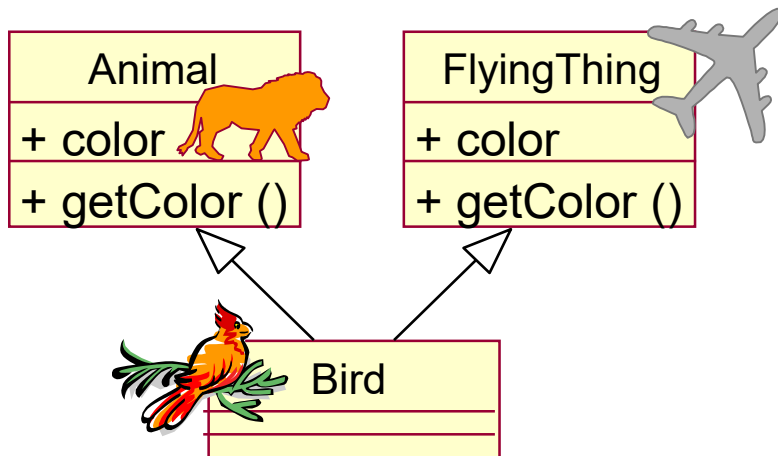 Animal
+ color
+ getColor ()
FlyingThing
+ color
+ getColor ()
Bird